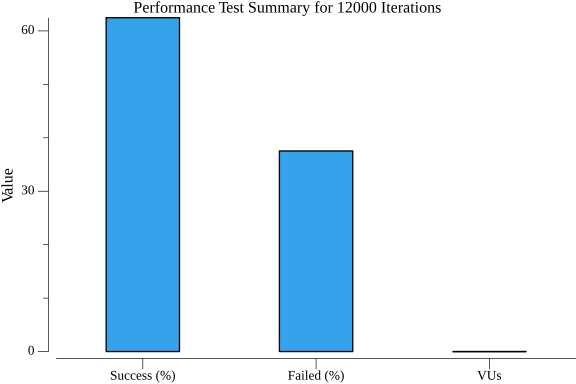 Performance Test Summary for 12000 Iterations
Value
60
30
0
Success (%)
Failed (%)
VUs